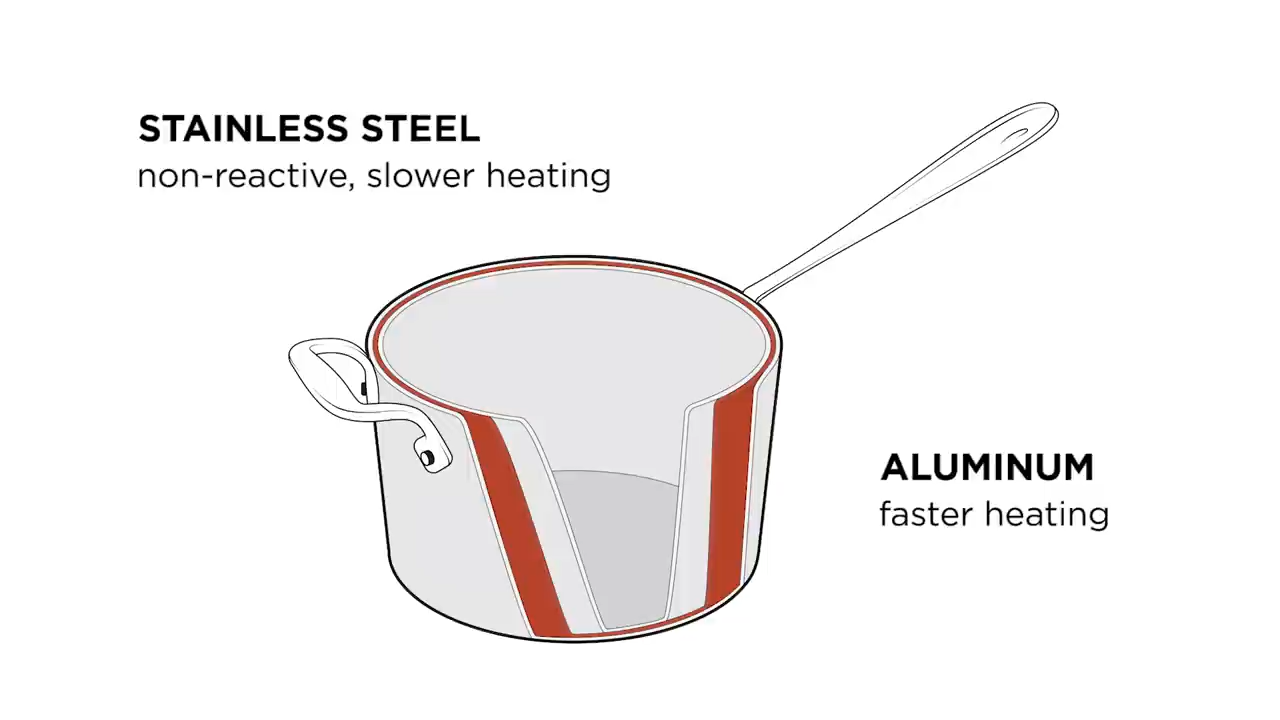 STAINLESS STEEL
non-reactive, slower heating
ALUMINUM
faster heating